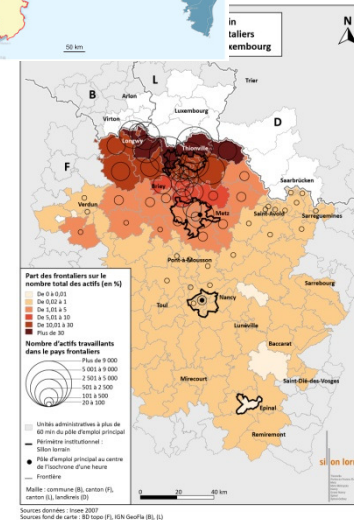 50 km
in
taliers
xembourg
N
L
Trier
B
Arlon
Virton
Luxembourg
D
Longwy
Thionville
F
Saarbrücken
Briey
Verdun
Metz
Saint-Avold
Sarreguemines
Pont-à-Mousson
Sarrebourg
Toul
Nancy
Lunéville
Baccarat
Mirecourt
Saint-Dié-des-Vosges
Epinal
Remiremont
Part des frontaliers sur le
nombre total des actifs (en %)
De 0 à 0,01
De 0,02 à 1
De 1,01 à 5
De 5,01 à 10
De 10,01 à 30
Plus de 30
Nombre d'actifs travaillants
dans le pays frontaliers
Plus de 9 000
5 001 à 9 000
2 501 à 5 000
501 à 2 500
101 à 500
20 à 100
Unités administratives à plus de
60 min du pôle d'emploi principal
Périmètre institutionnel :
Sillon lorrain
Pôle d'emploi principal au centre
de l'isochrone d'une heure
Frontière
Maille : commune (B), canton (F),
canton (L), landkreis (D)
0 20 40 km
sillon lorr
Sources données : Insee 2007
Sources fond de carte : BD topo (F), IGN GeoFla (B), (L)